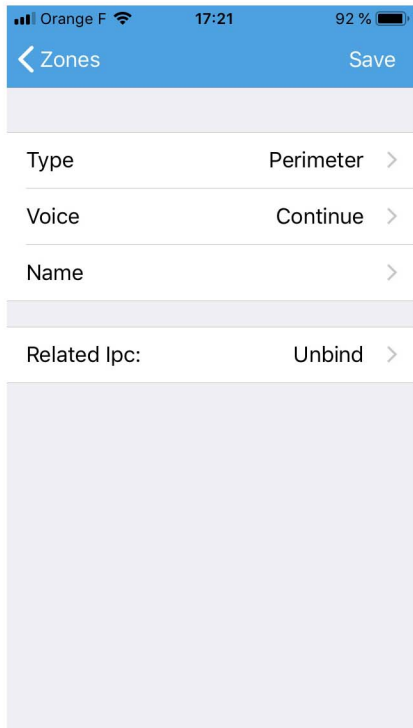 Orange F 17:21 92 %
Zones Save
Type Perimeter
Voice Continue
Name
Related Ipc: Unbind